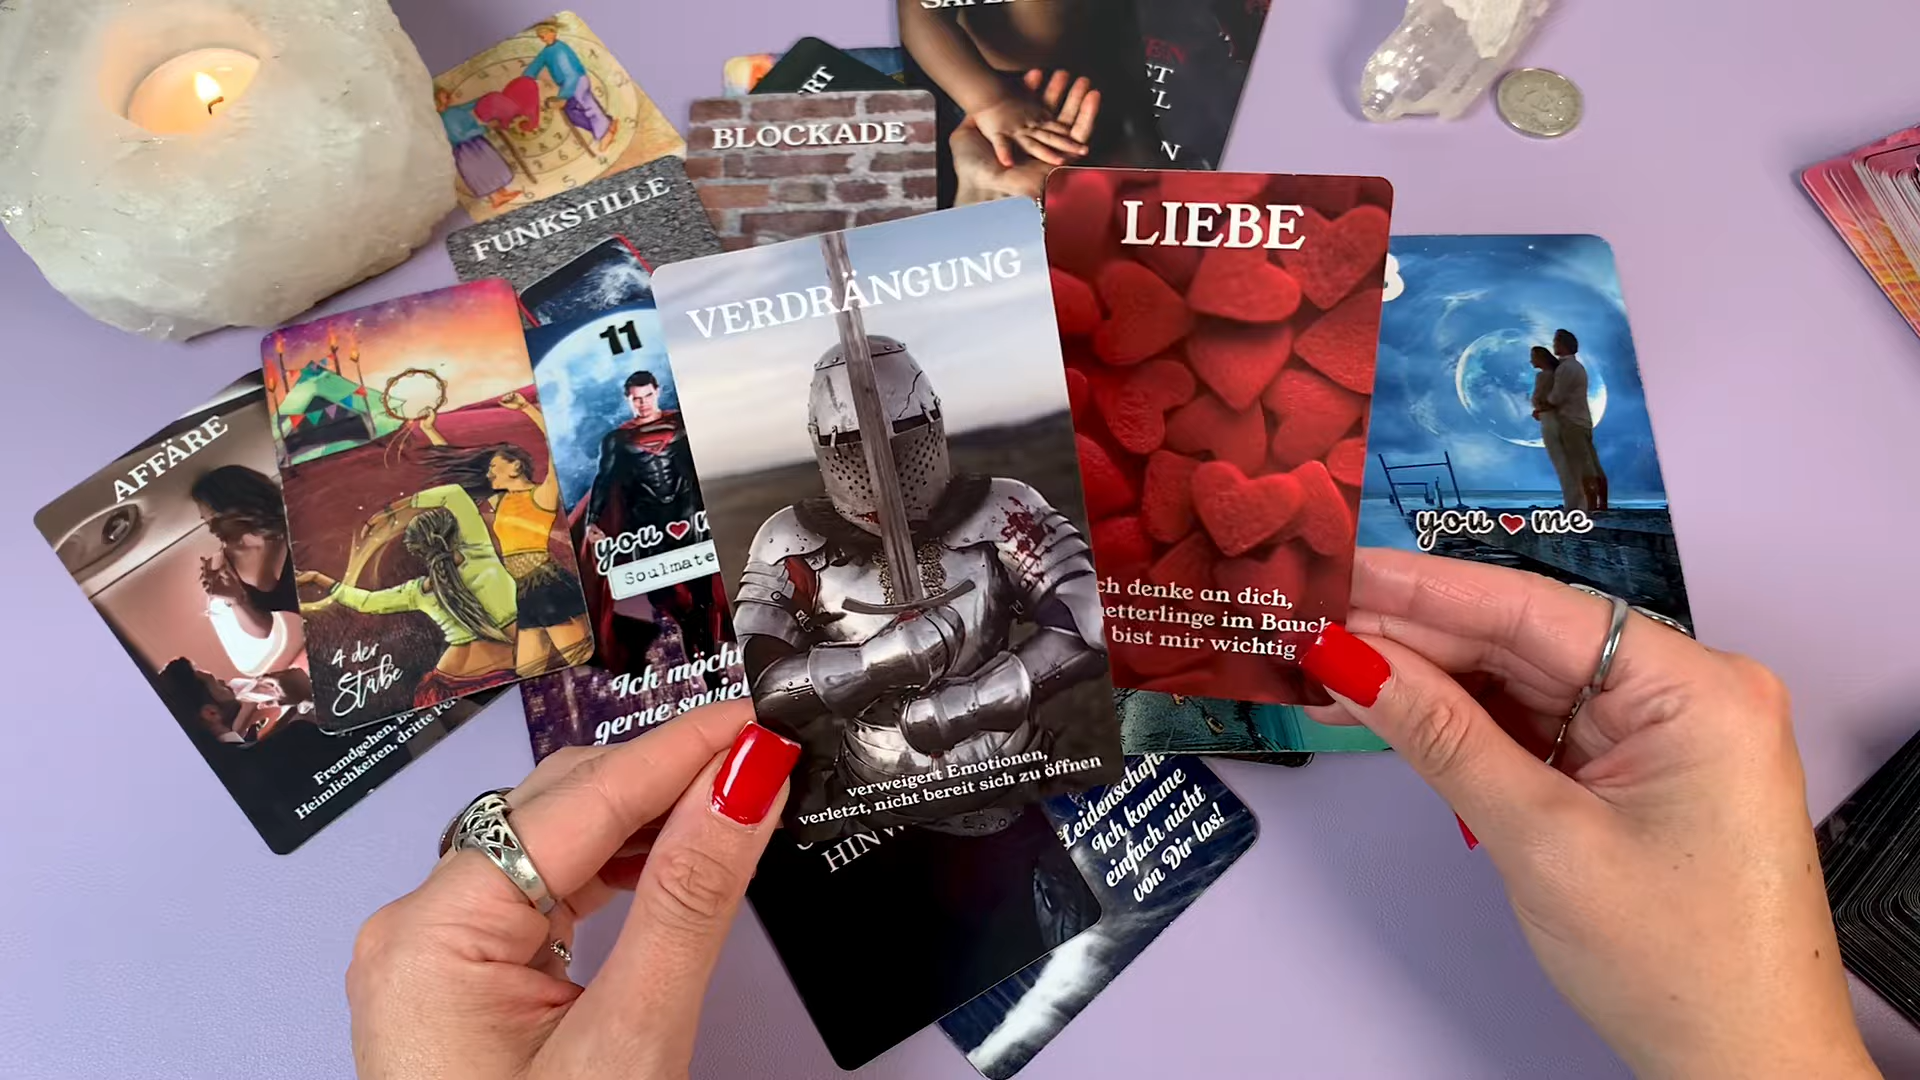 BLOCKADE
FUNKSTILLE
VERDRÄNGUNG
verweigert Emotionen,
verletzt, nicht bereit sich zu öffnen
LIEBE
ch denke an dich,
etterlinge im Bauch
bist mir wichtig
11
you
Soulmate
Ich möch
gerne soviel
you me
AFFÄRE
Fremdgehen,
Heimlichkeiten, dritte
4 der
Stäbe
HINW
Leidenschaft.
Ich komme
einfach nicht
von Dir los!